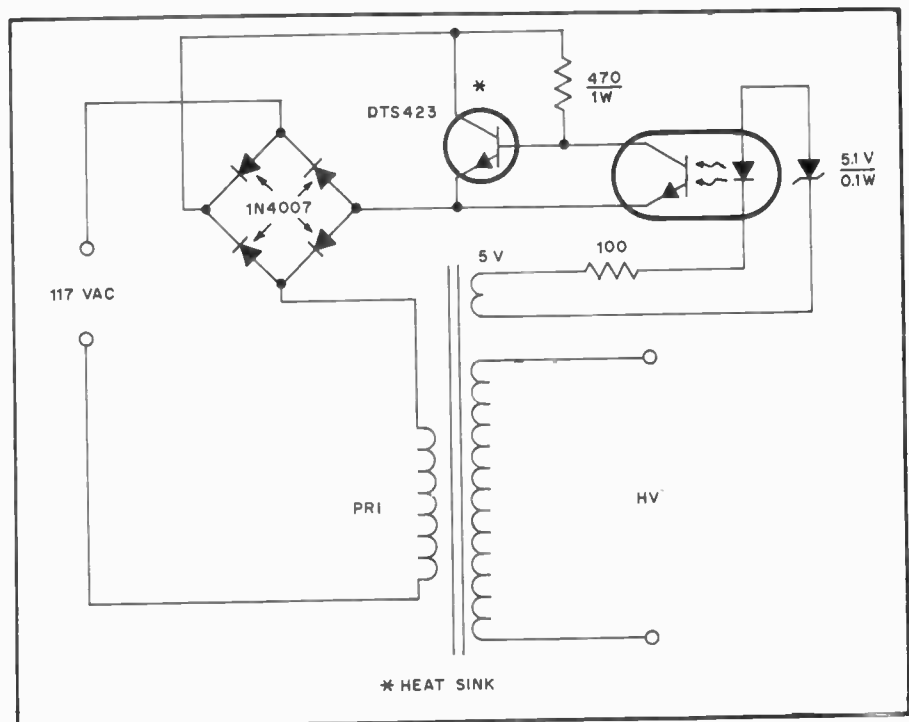 *
DTS423
470
1W
1N4007
5.1 V
0.1W
117 VAC
5 V
100
PRI
HV
* HEAT SINK